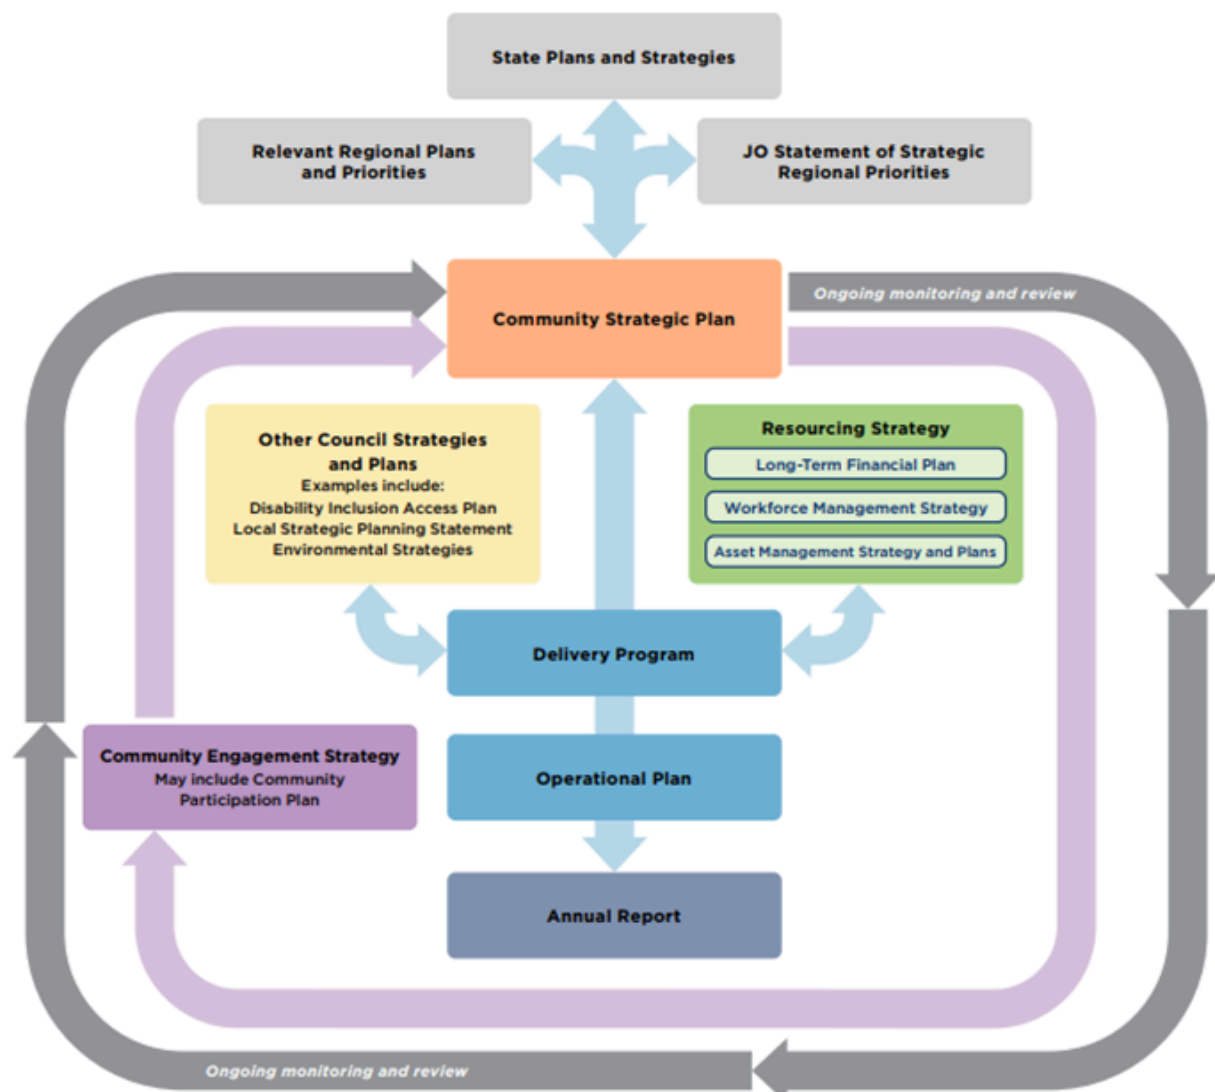 State Plans and Strategies
Relevant Regional Plans
and Priorities
JO Statement of Strategic
Regional Priorities
Community Strategic Plan
Ongoing monitoring and review
Other Council Strategies
and Plans
Examples include:
Disability Inclusion Access Plan
Local Strategic Planning Statement
Environmental Strategies
Resourcing Strategy
Long-Term Financial Plan
Workforce Management Strategy
Asset Management Strategy and Plans
Delivery Program
Community Engagement Strategy
May include Community
Participation Plan
Operational Plan
Annual Report
Ongoing monitoring and review